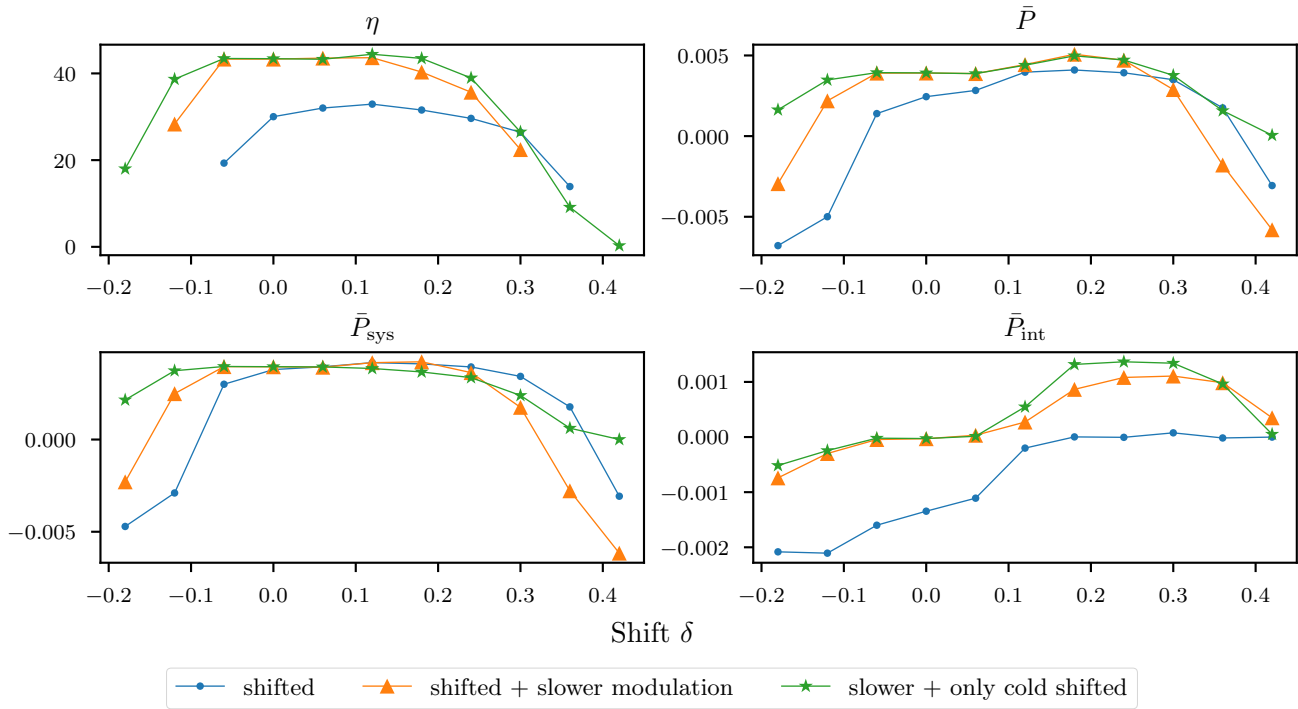 η
P̄
40
20
0
0.005
0.000
−0.005
−0.2 −0.1 0.0 0.1 0.2 0.3 0.4
−0.2 −0.1 0.0 0.1 0.2 0.3 0.4
P̄sys
P̄int
0.000
−0.005
0.001
0.000
−0.001
−0.002
−0.2 −0.1 0.0 0.1 0.2 0.3 0.4
−0.2 −0.1 0.0 0.1 0.2 0.3 0.4
Shift δ
shifted
shifted + slower modulation
slower + only cold shifted